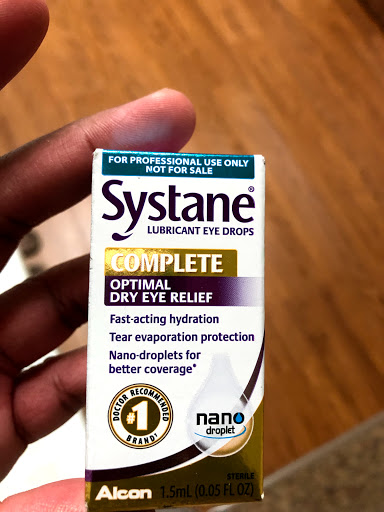 FOR PROFESSIONAL USE ONLY
NOT FOR SALE
Systane®
LUBRICANT EYE DROPS
COMPLETE
OPTIMAL
DRY EYE RELIEF
Fast-acting hydration
Tear evaporation protection
Nano-droplets for
better coverage*
DOCTOR RECOMMENDED
#1
BRAND
nano
droplet
STERILE
Alcon 1.5mL (0.05 FL OZ)